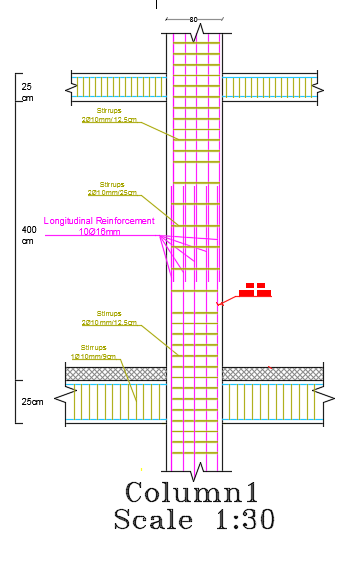 80
25
cm
Stirrups
2Ø10mm/12.5cm
Stirrups
2Ø10mm/25cm
Longitudinal Reinforcement
10Ø16mm
400
cm
Stirrups
2Ø10mm/12.5cm
Stirrups
1Ø10mm/9cm
25cm
Column1
Scale 1:30